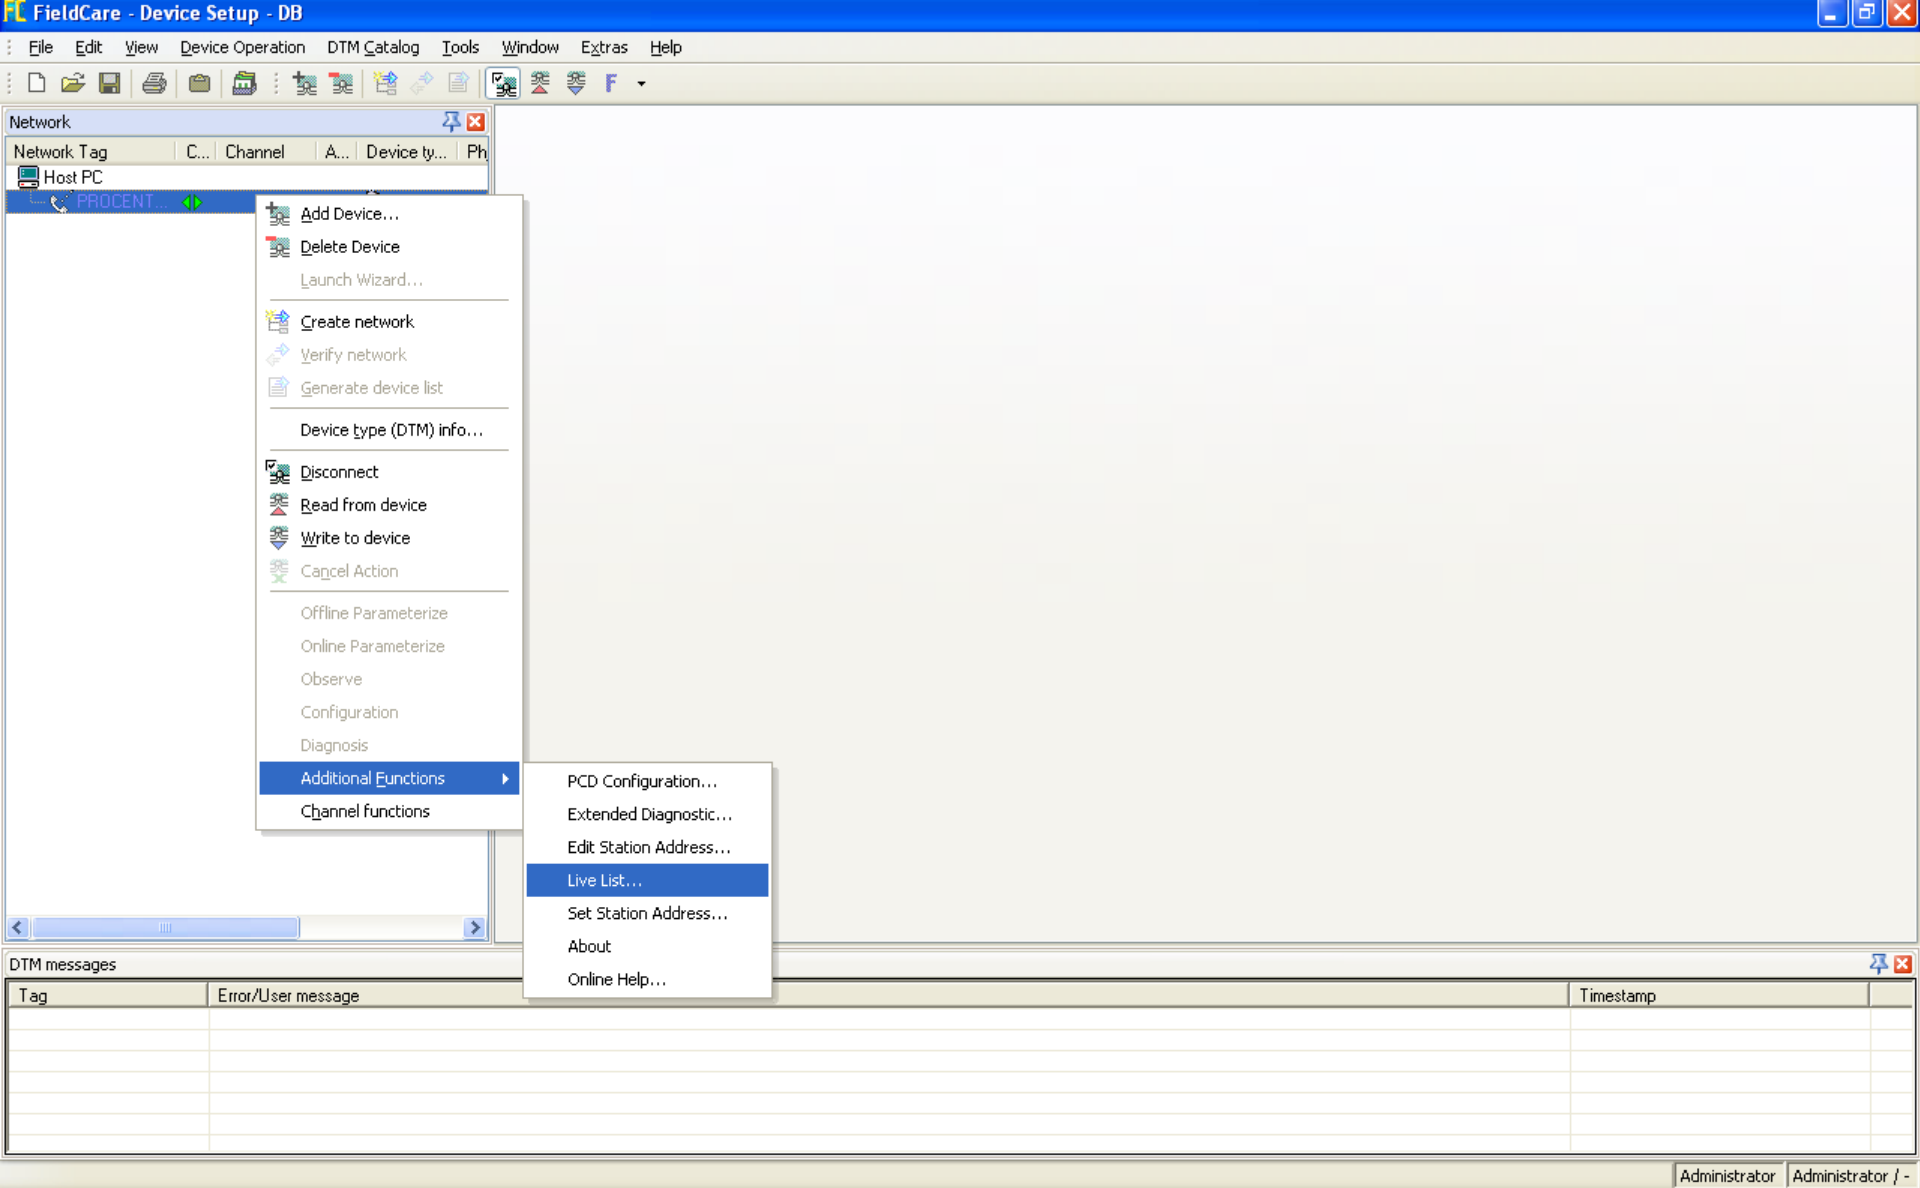 FC FieldCare - Device Setup - DB
File Edit View Device Operation DTM Catalog Tools Window Extras Help
F
Network
Network Tag C... Channel A... Device ty... Ph
Host PC
PROCENT...
Add Device...
Delete Device
Launch Wizard...
Create network
Verify network
Generate device list
Device type (DTM) info...
Disconnect
Read from device
Write to device
Cancel Action
Offline Parameterize
Online Parameterize
Observe
Configuration
Diagnosis
Additional Functions
Channel functions
PCD Configuration...
Extended Diagnostic...
Edit Station Address...
Live List...
Set Station Address...
About
Online Help...
DTM messages
Tag Error/User message Timestamp
Administrator Administrator / -